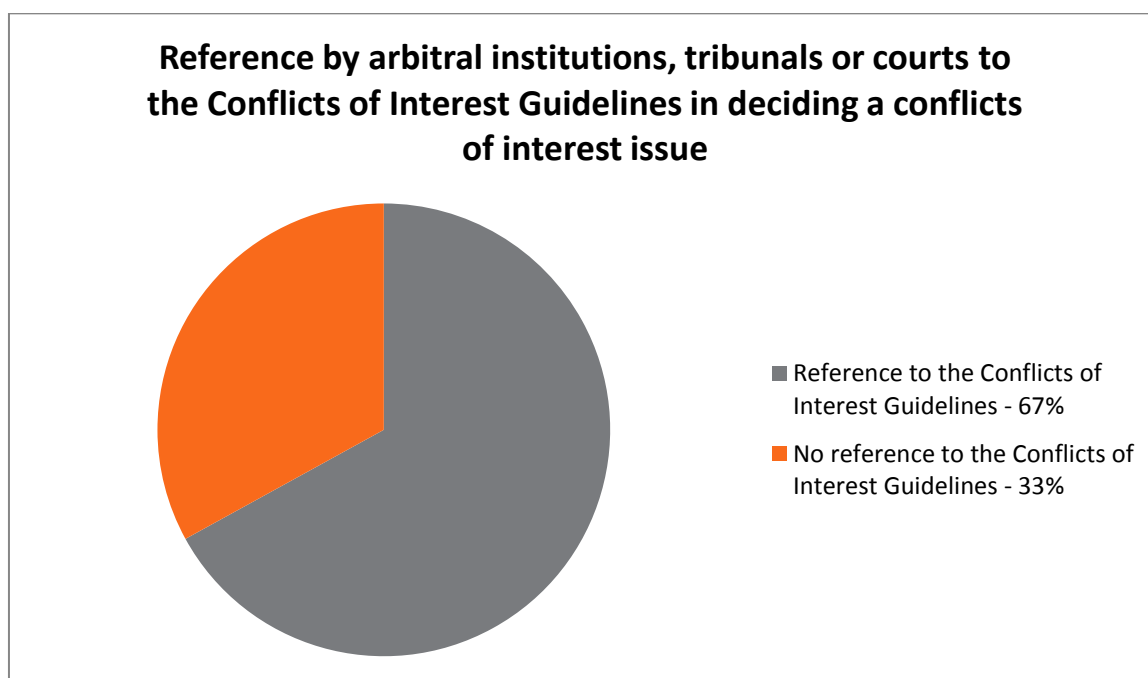 Reference by arbitral institutions, tribunals or courts to
the Conflicts of Interest Guidelines in deciding a conflicts
of interest issue
Reference to the Conflicts of
Interest Guidelines - 67%
No reference to the Conflicts of
Interest Guidelines - 33%